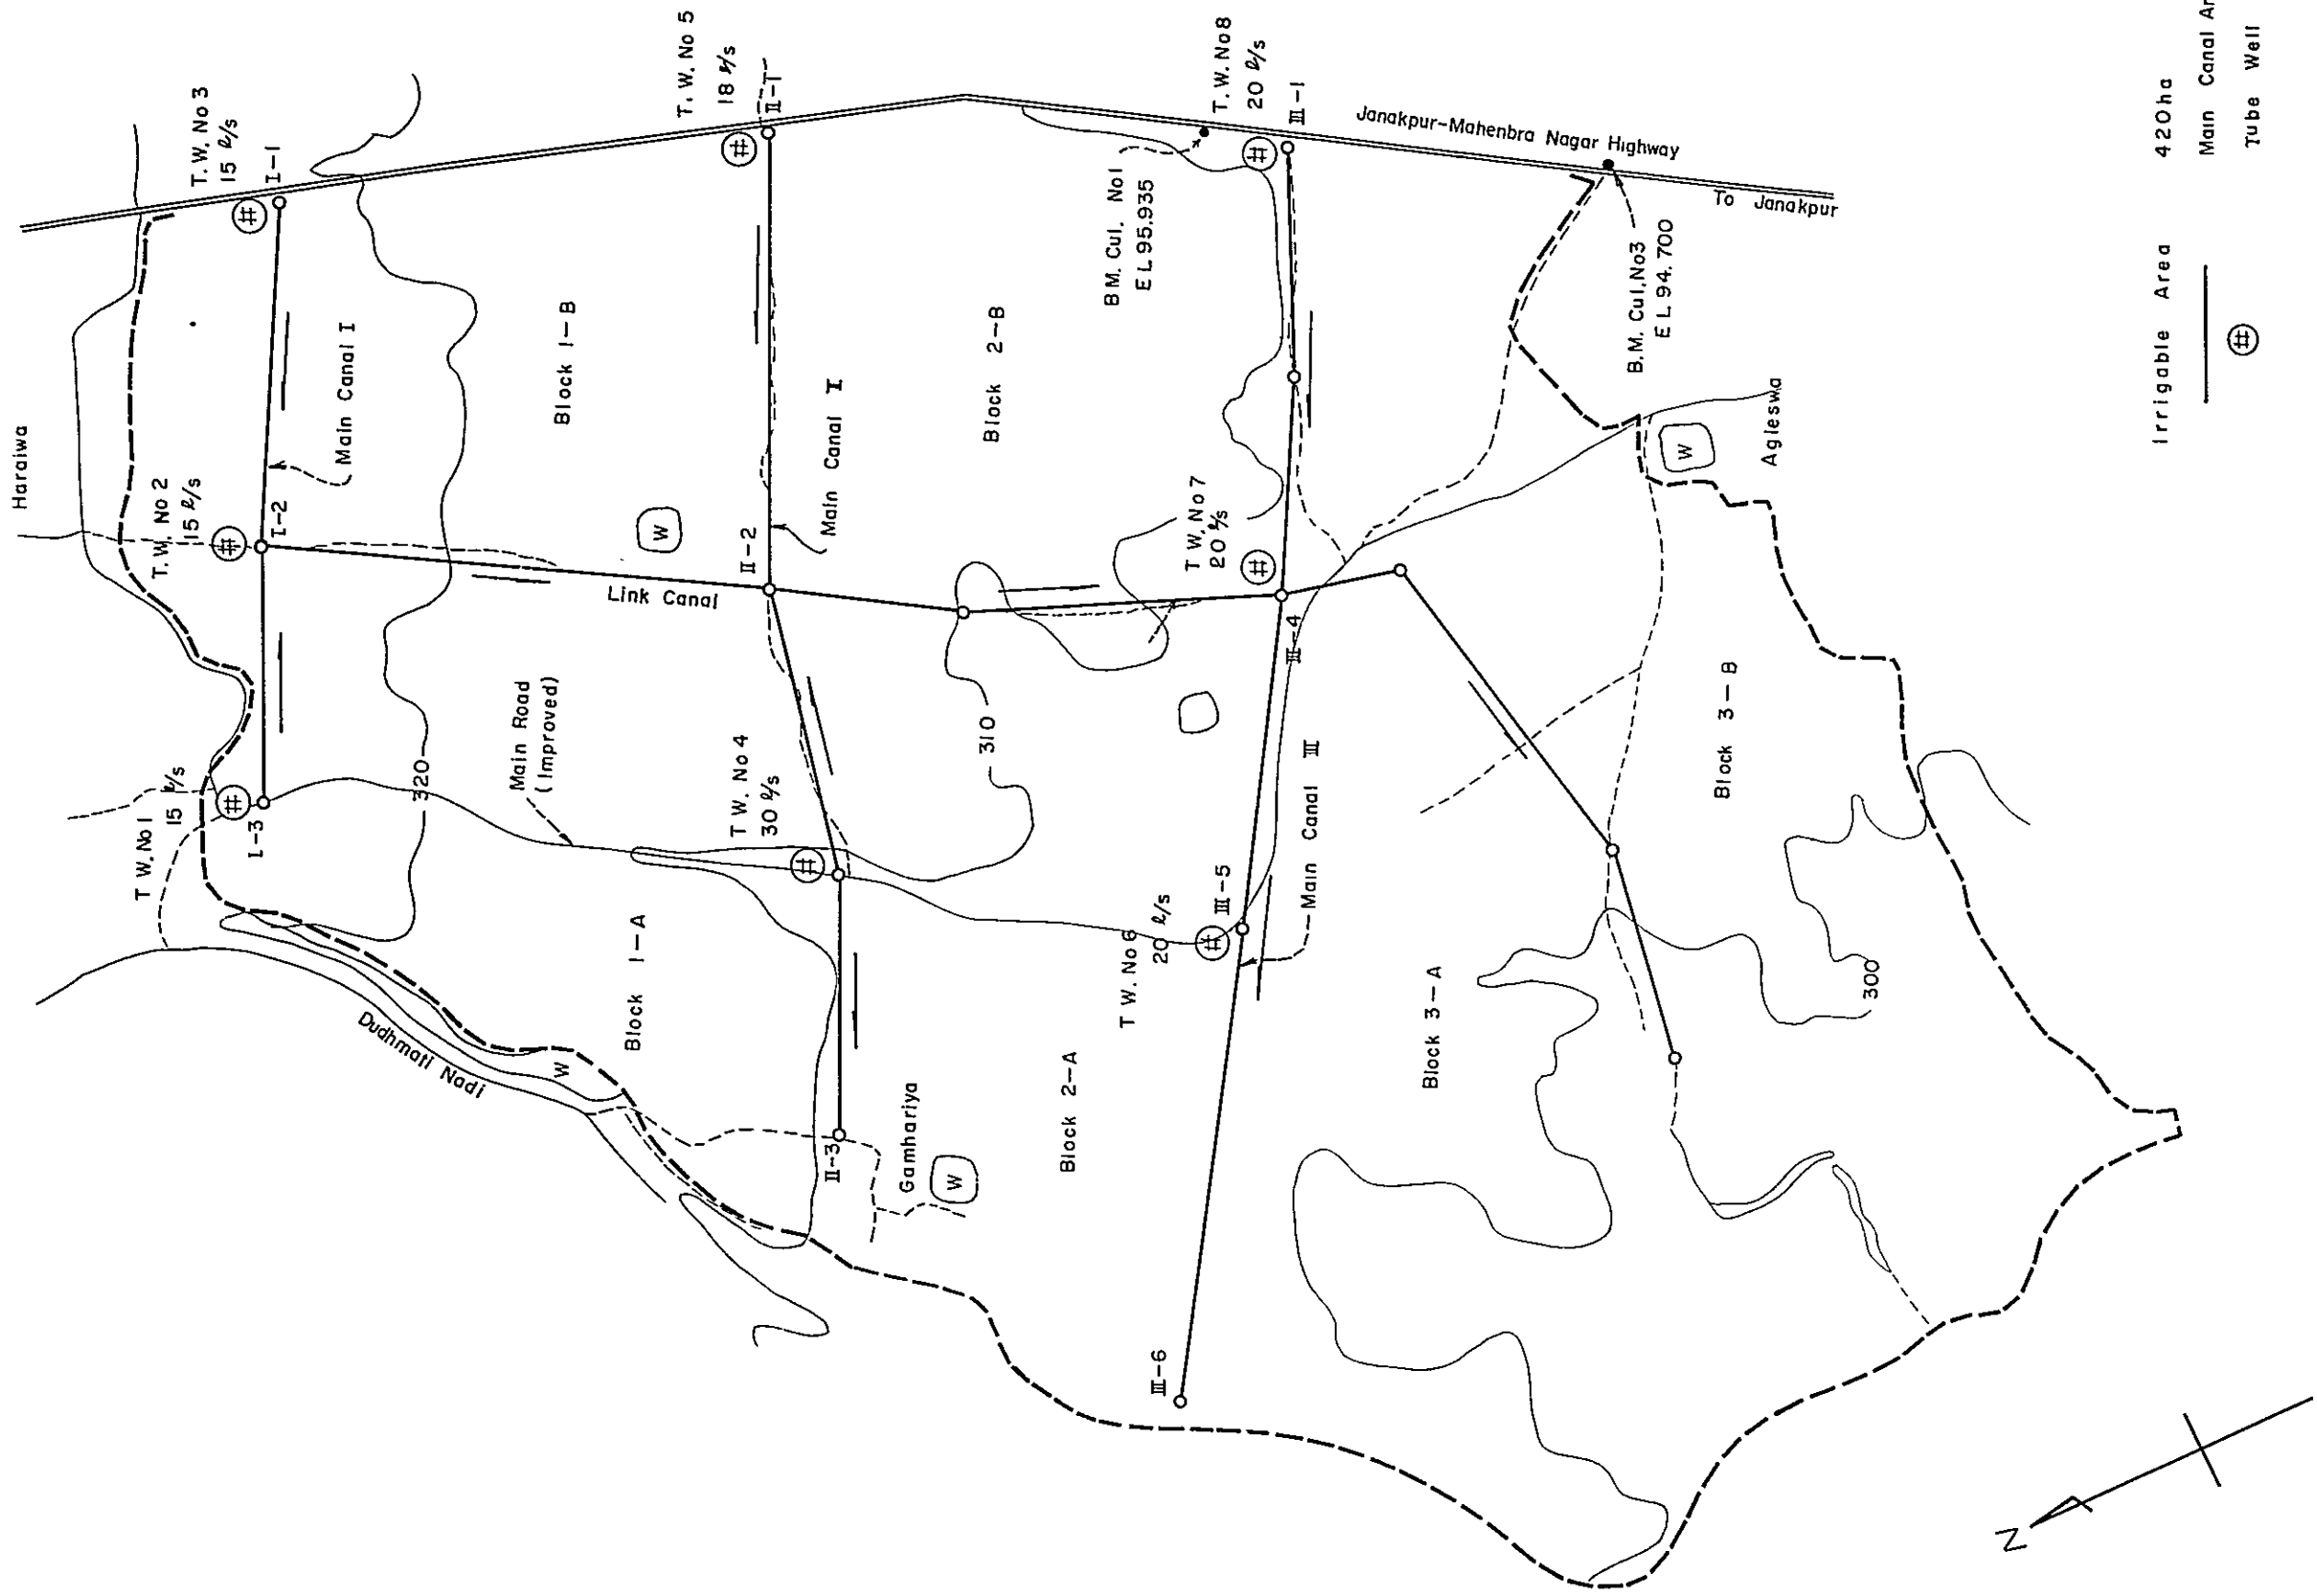 Haraiwa
T. W. No 3
15 ℓ/s
I-1
T. W. No 2
15 ℓ/s
I-2
Main Canal I
T W. No 1
15 ℓ/s
I-3
320
Block 1-B
T. W. No 5
18 ℓ/s
II-1
W
Link Canal
II-2
Main Canal II
Main Road
(Improved)
T W. No 4
30 ℓ/s
Block 1-A
Dudhmati Nadi
W
II-3
Gamhariya
W
Block 2-B
310
B M. Cul. No 1
E L 95.935
T. W. No 8
20 ℓ/s
III-1
T W. No 7
20 ℓ/s
III-4
Janakpur-Mahenbra Nagar Highway
To Janakpur
T W. No 6
20 ℓ/s
III-5
Main Canal III
Block 2-A
III-6
B.M. Cul. No3
E L 94.700
W
Agleswa
Block 3-A
Block 3-B
300
N
Irrigable Area 420ha
Main Canal
Tube Well